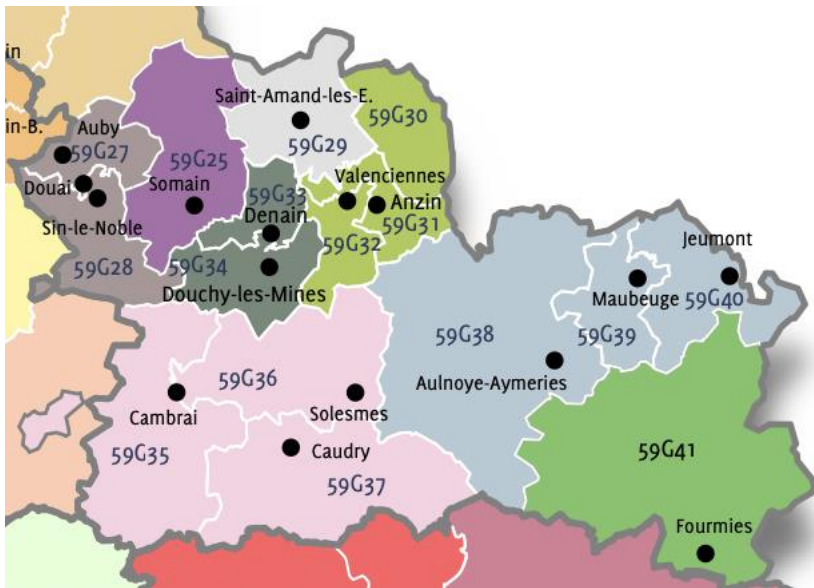 in
Saint-Amand-les-E.
59G30
in-B.
Auby
59G27
59G25
59G29
Valenciennes
Douai
Somain
59G33
Denain
Anzin
59G31
Sin-le-Noble
59G32
59G28
59G34
Douchy-les-Mines
Jeumont
Maubeuge
59G40
59G38
59G39
Aulnoye-Aymeries
59G36
Cambrai
Solesmes
Caudry
59G35
59G37
59G41
Fourmies